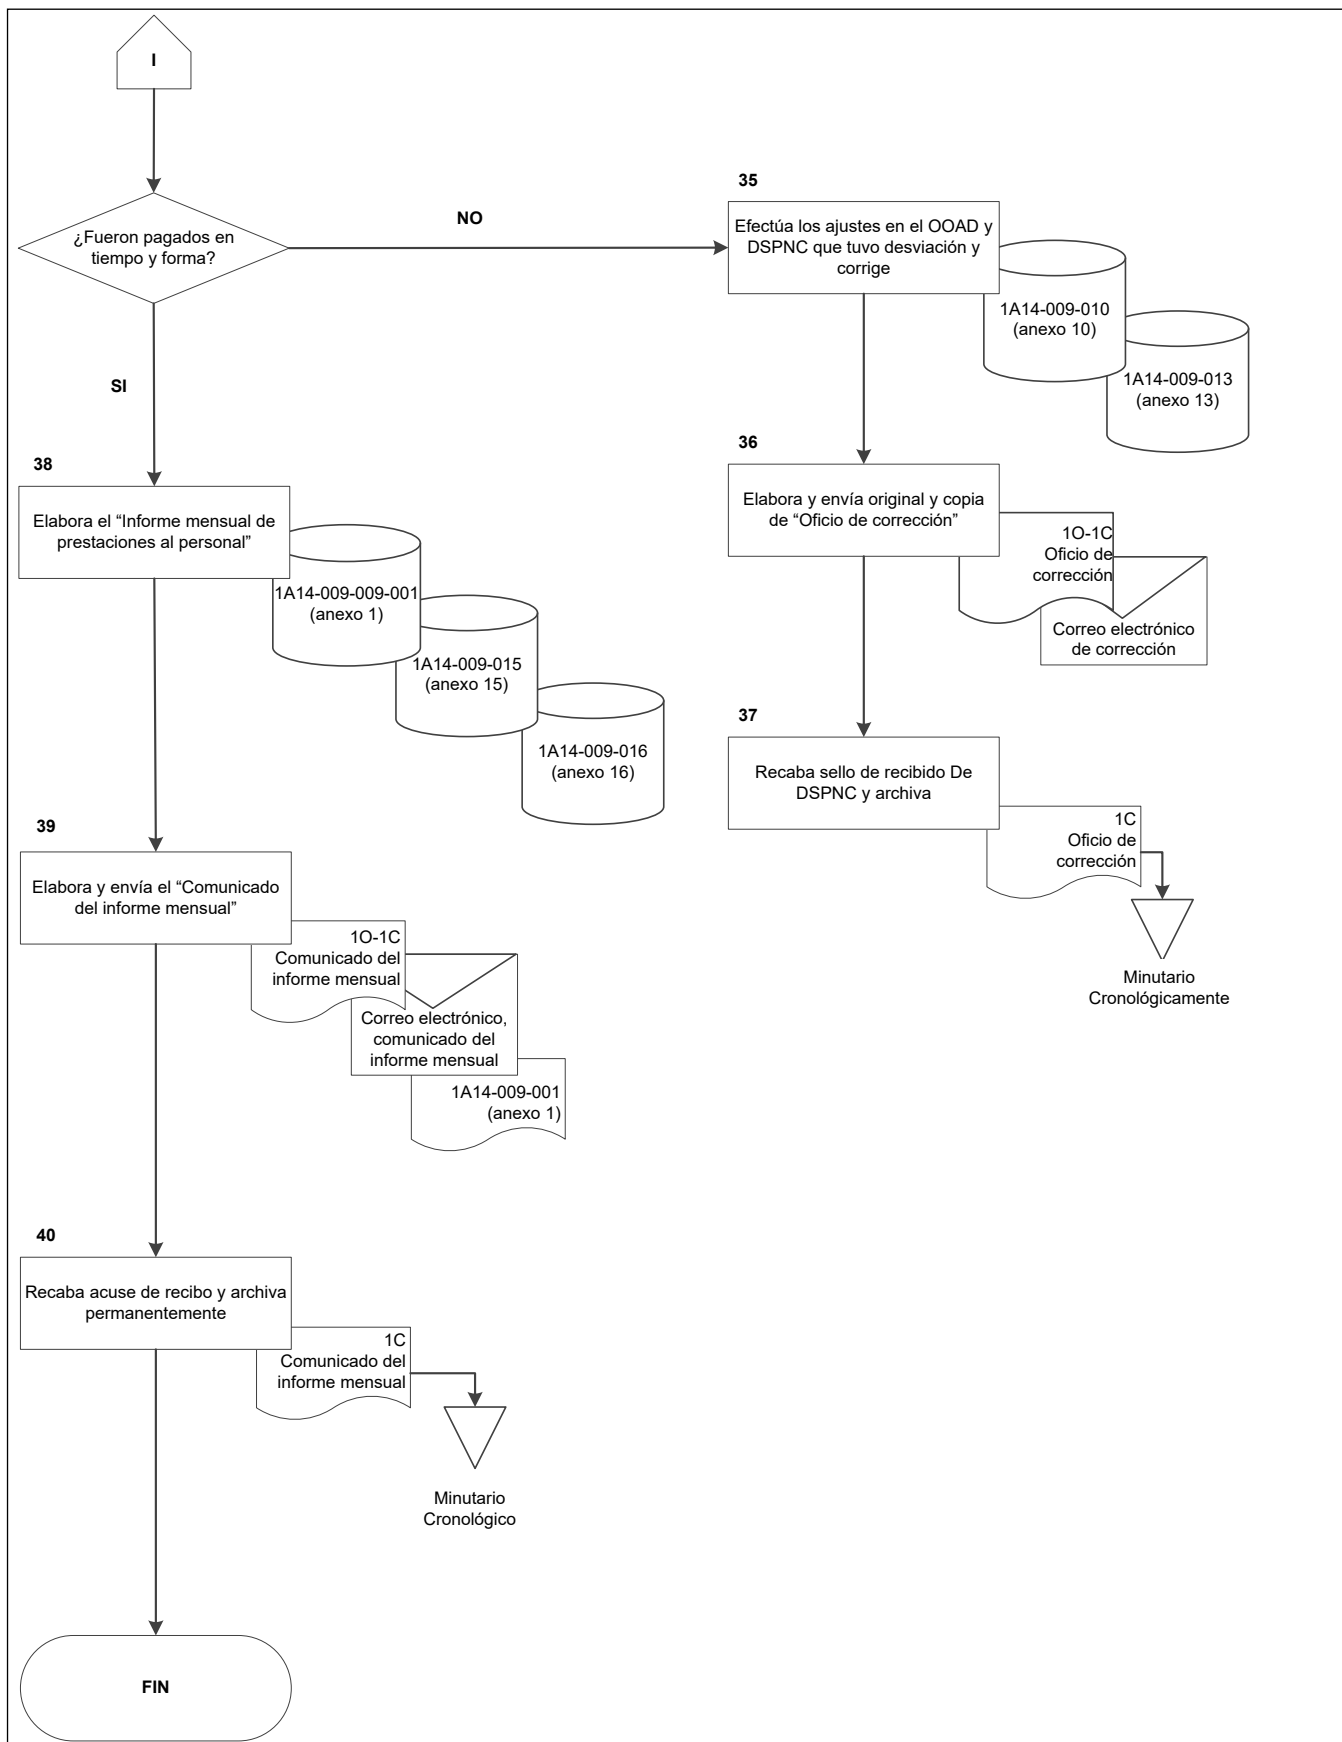 I
¿Fueron pagados en
tiempo y forma?
NO
SI
35
Efectúa los ajustes en el OOAD y
DSPNC que tuvo desviación y
corrige
1A14-009-010
(anexo 10)
1A14-009-013
(anexo 13)
36
Elabora y envía original y copia
de “Oficio de corrección”
1O-1C
Oficio de
corrección
Correo electrónico
de corrección
37
Recaba sello de recibido De
DSPNC y archiva
1C
Oficio de
corrección
Minutario
Cronológicamente
38
Elabora el “Informe mensual de
prestaciones al personal”
1A14-009-009-001
(anexo 1)
1A14-009-015
(anexo 15)
1A14-009-016
(anexo 16)
39
Elabora y envía el “Comunicado
del informe mensual”
1O-1C
Comunicado del
informe mensual
Correo electrónico,
comunicado del
informe mensual
1A14-009-001
(anexo 1)
40
Recaba acuse de recibo y archiva
permanentemente
1C
Comunicado del
informe mensual
Minutario
Cronológico
FIN